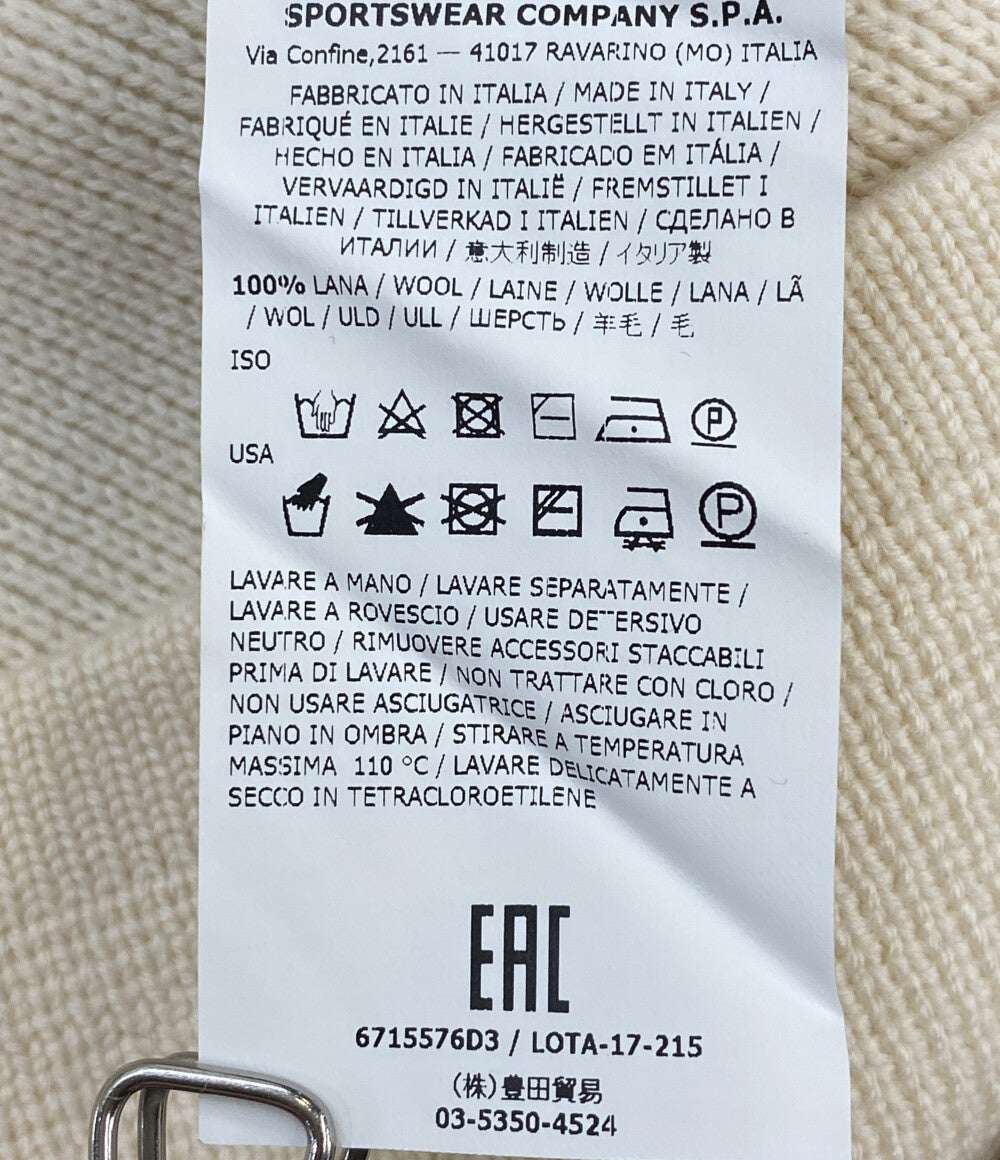 SPORTSWEAR COMPANY S.P.A.
Via Confine,2161 — 41017 RAVARINO (MO) ITALIA
FABBRICATO IN ITALIA / MADE IN ITALY /
FABRIQUÉ EN ITALIE / HERGESTELLT IN ITALIEN /
HECHO EN ITALIA / FABRICADO EM ITÁLIA /
VERVAARDIGD IN ITALIË / FREMSTILLET I
ITALIEN / TILLVERKAD I ITALIEN / СДЕЛАНО В
ИТАЛИИ / 意大利制造 / イタリア製
100% LANA / WOOL / LAINE / WOLLE / LANA / LÃ
/ WOL / ULD / ULL / ШЕРСТЬ / 羊毛 / 毛
ISO
P
USA
P
LAVARE A MANO / LAVARE SEPARATAMENTE /
LAVARE A ROVESCIO / USARE DETERSIVO
NEUTRO / RIMUOVERE ACCESSORI STACCABILI
PRIMA DI LAVARE / NON TRATTARE CON CLORO /
NON USARE ASCIUGATRICE / ASCIUGARE IN
PIANO IN OMBRA / STIRARE A TEMPERATURA
MASSIMA 110 °C / LAVARE DELICATAMENTE A
SECCO IN TETRACLOROETILENE
EAC
6715576D3 / LOTA-17-215
(株)豊田貿易
03-5350-4524